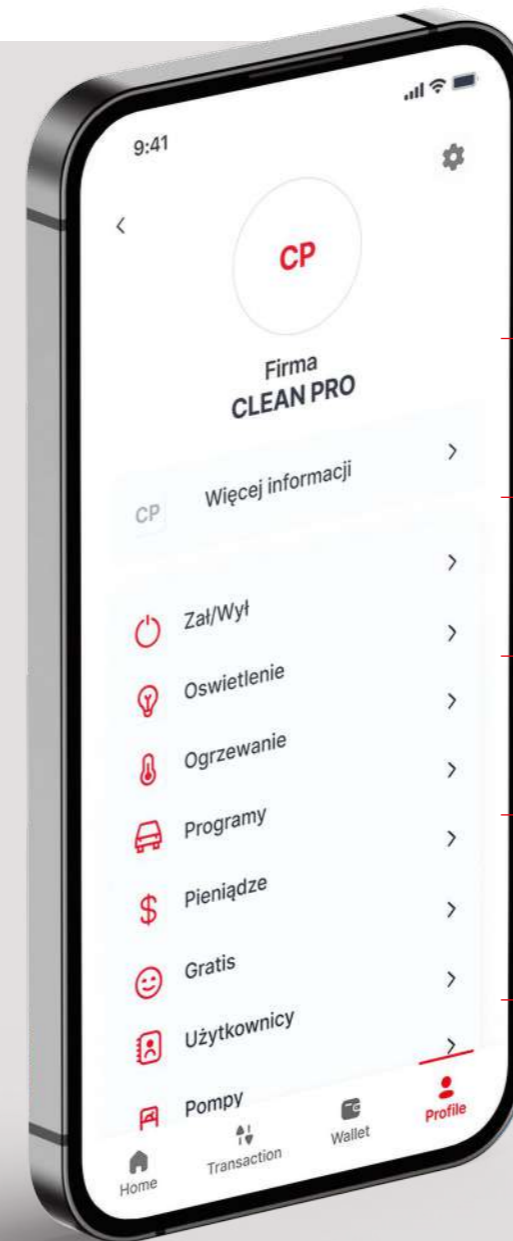 9:41
CP
Firma
CLEAN PRO
CP
Więcej informacji
Zał/Wył
Oswietlenie
Ogrzewanie
Programy
$
Pieniądze
Gratis
Użytkownicy
Pompy
Home
Transaction
Wallet
Profile